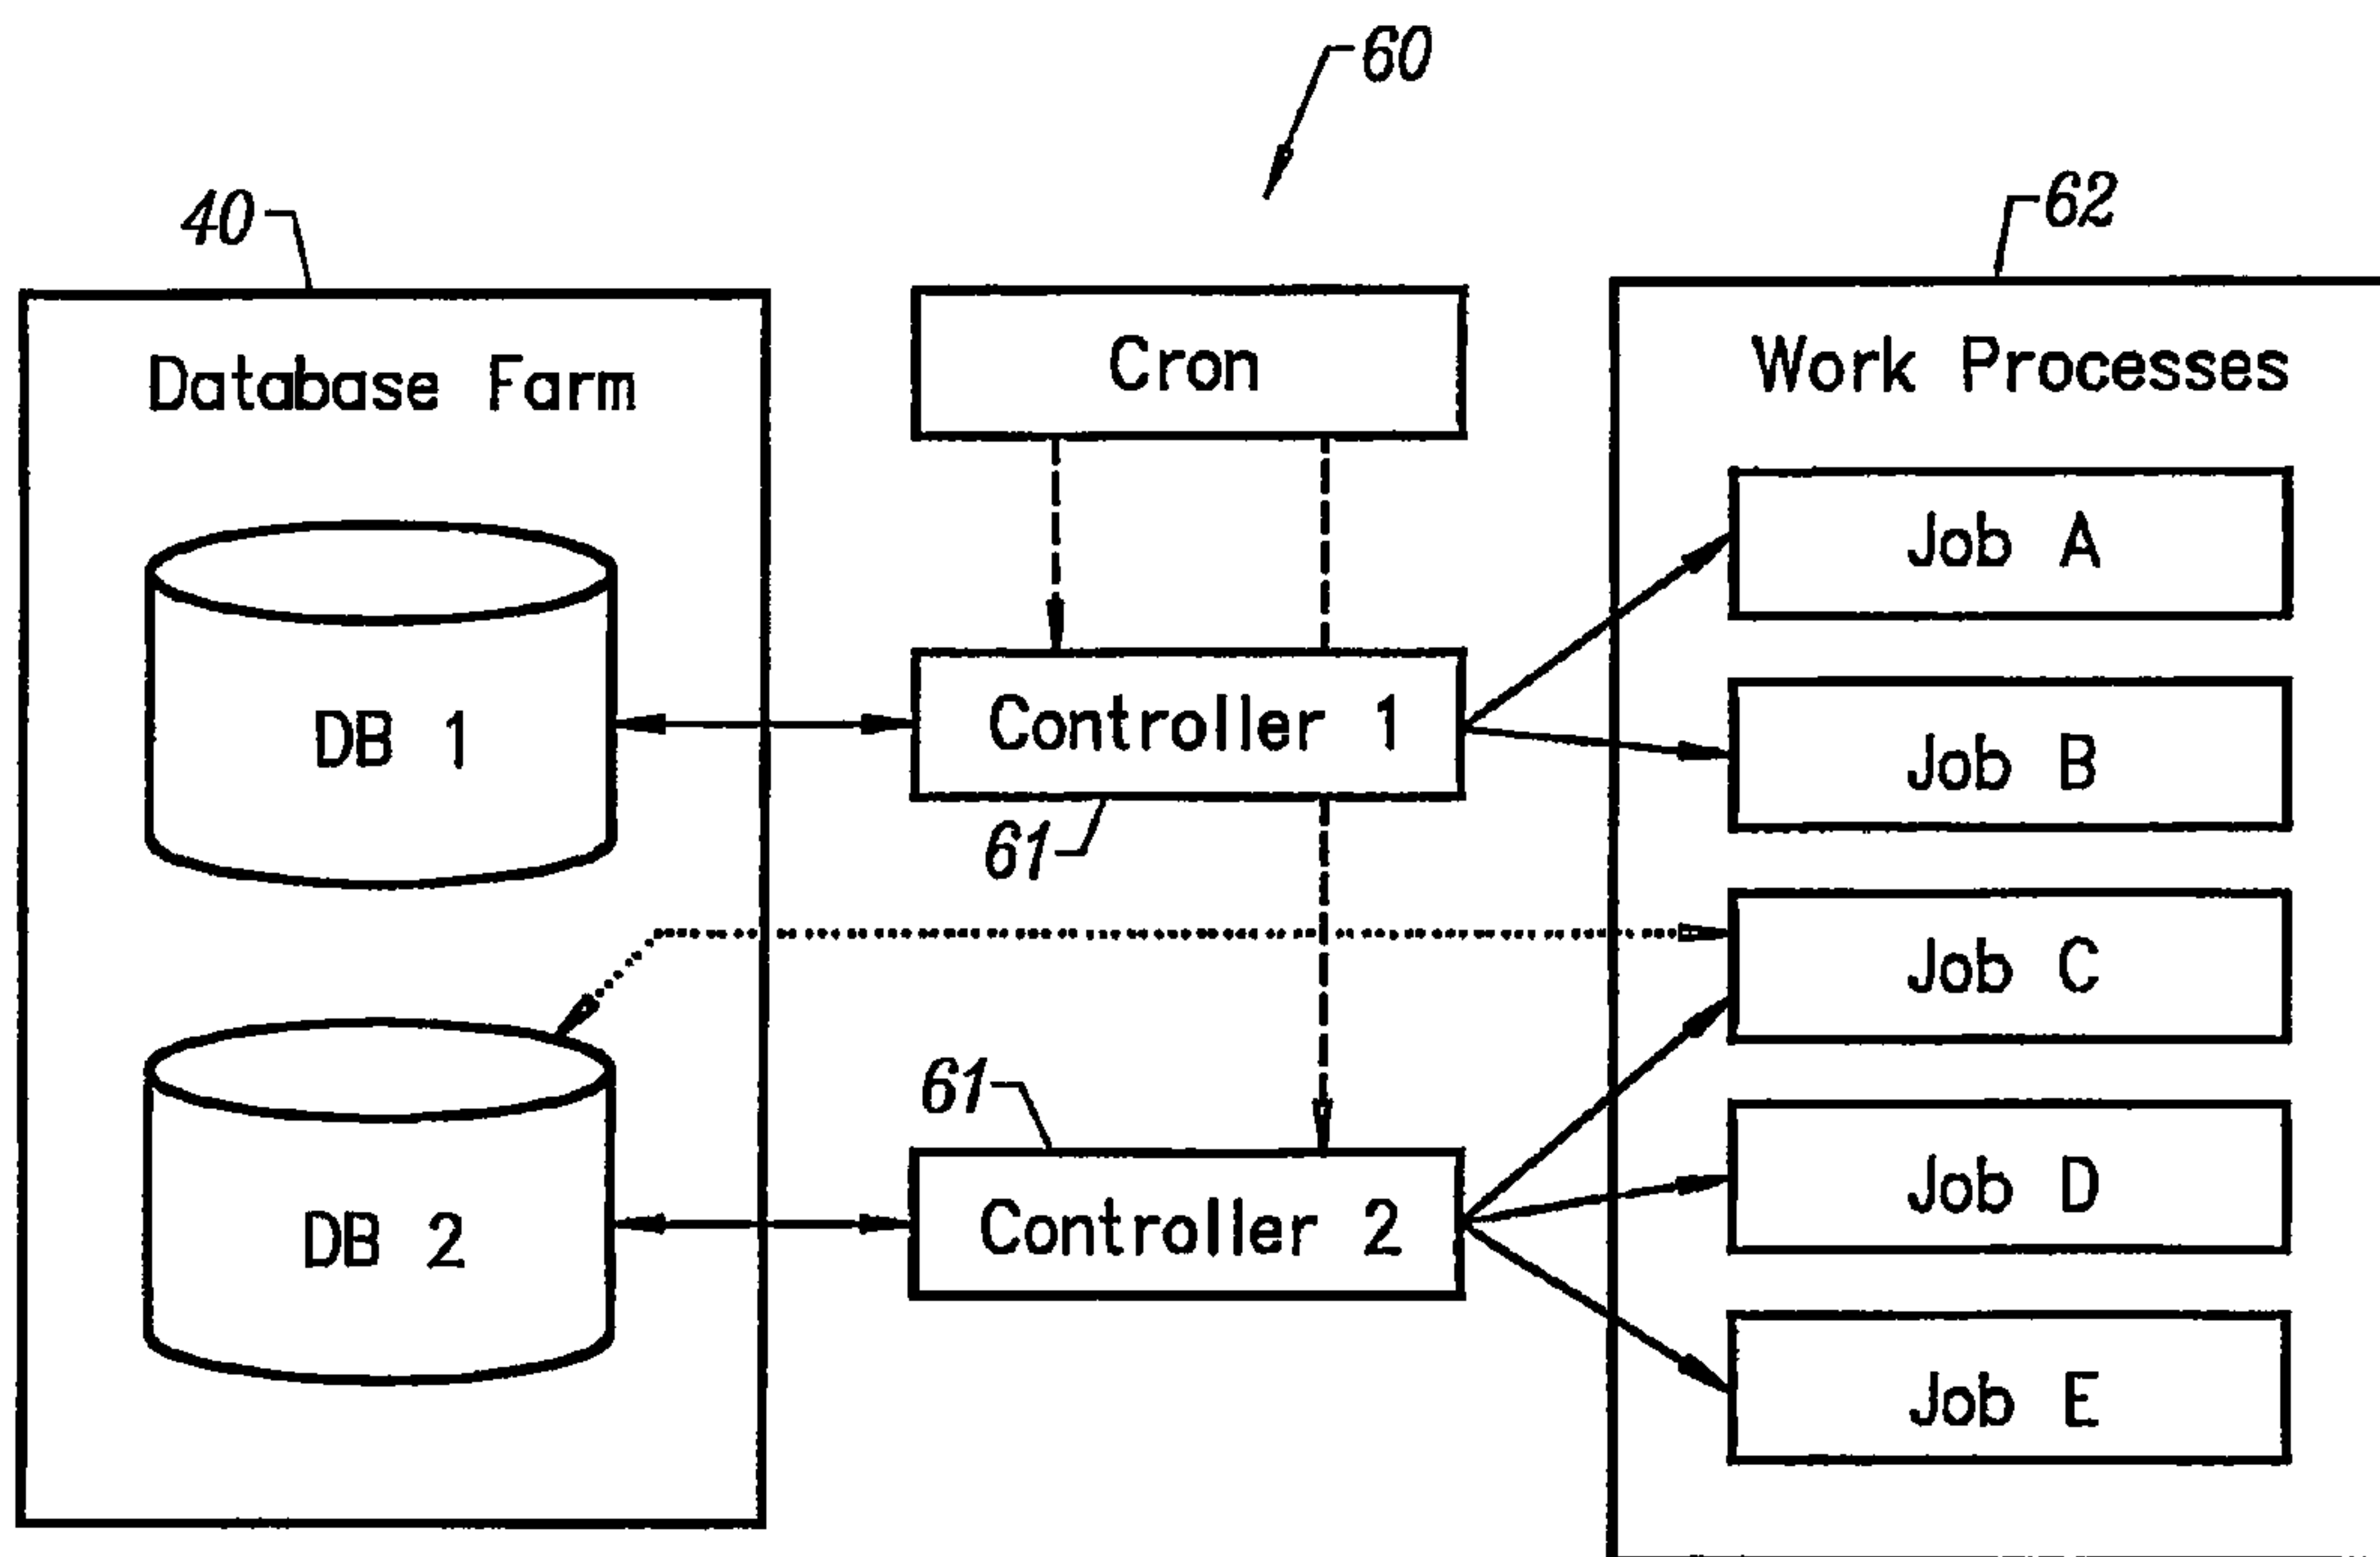 60
40
62
Database Farm
Cron
Work Processes
Job A
DB 1
Controller 1
Job B
61
Job C
61
DB 2
Controller 2
Job D
Job E